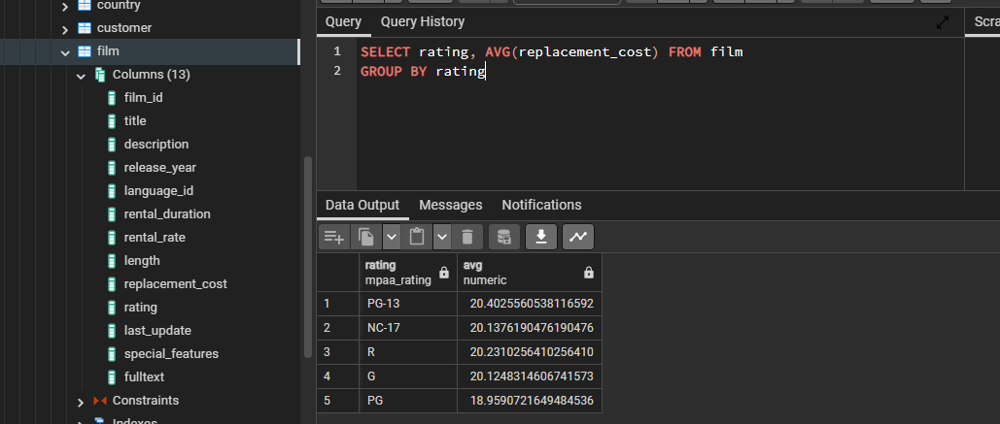 country
customer
film
Columns (13)
film_id
title
description
release_year
language_id
rental_duration
rental_rate
length
replacement_cost
rating
last_update
special_features
fulltext
Constraints
Indexes
Query Query History
Scra
1 SELECT rating, AVG(replacement_cost) FROM film
2 GROUP BY rating
Data Output Messages Notifications
rating avg
mpaa_rating numeric
1 PG-13 20.4025560538116592
2 NC-17 20.1376190476190476
3 R 20.2310256410256410
4 G 20.1248314606741573
5 PG 18.9590721649484536